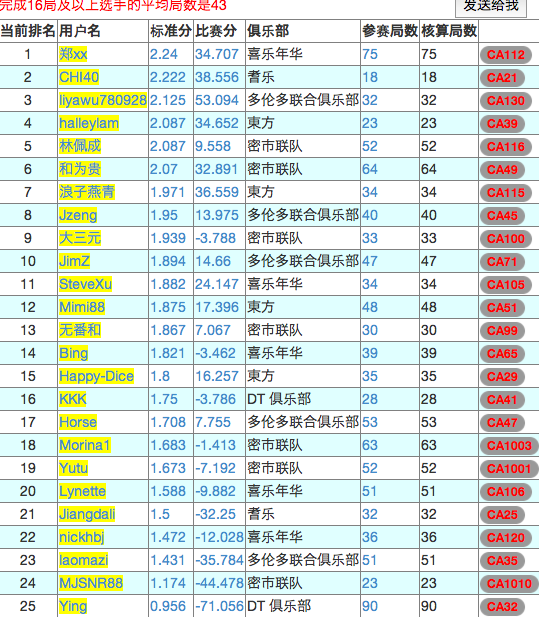 完成16局及以上选手的平均局数是43
发送给我
当前排名 用户名 标准分 比赛分 俱乐部 参赛局数 核算局数
1 郑xx 2.24 34.707 喜乐年华 75 75 CA112
2 CHI40 2.222 38.556 耆乐 18 18 CA21
3 liyawu780928 2.125 53.094 多伦多联合俱乐部 32 32 CA130
4 halleylam 2.087 34.652 東方 23 23 CA39
5 林佩成 2.087 9.558 密市联队 52 52 CA116
6 和为贵 2.07 32.891 密市联队 64 64 CA49
7 浪子燕青 1.971 36.559 東方 34 34 CA115
8 Jzeng 1.95 13.975 多伦多联合俱乐部 40 40 CA45
9 大三元 1.939 -3.788 密市联队 33 33 CA100
10 JimZ 1.894 14.66 多伦多联合俱乐部 47 47 CA71
11 SteveXu 1.882 24.147 喜乐年华 34 34 CA105
12 Mimi88 1.875 17.396 東方 48 48 CA51
13 无番和 1.867 7.067 密市联队 30 30 CA99
14 Bing 1.821 -3.462 喜乐年华 39 39 CA65
15 Happy-Dice 1.8 16.257 東方 35 35 CA29
16 KKK 1.75 -3.786 DT 俱乐部 28 28 CA41
17 Horse 1.708 7.755 多伦多联合俱乐部 53 53 CA47
18 Morina1 1.683 -1.413 密市联队 63 63 CA1003
19 Yutu 1.673 -7.192 密市联队 52 52 CA1001
20 Lynette 1.588 -9.882 喜乐年华 51 51 CA106
21 Jiangdali 1.5 -32.25 耆乐 32 32 CA25
22 nickhbj 1.472 -12.028 喜乐年华 36 36 CA120
23 laomazi 1.431 -35.784 多伦多联合俱乐部 51 51 CA35
24 MJSNR88 1.174 -44.478 密市联队 23 23 CA1010
25 Ying 0.956 -71.056 DT 俱乐部 90 90 CA32